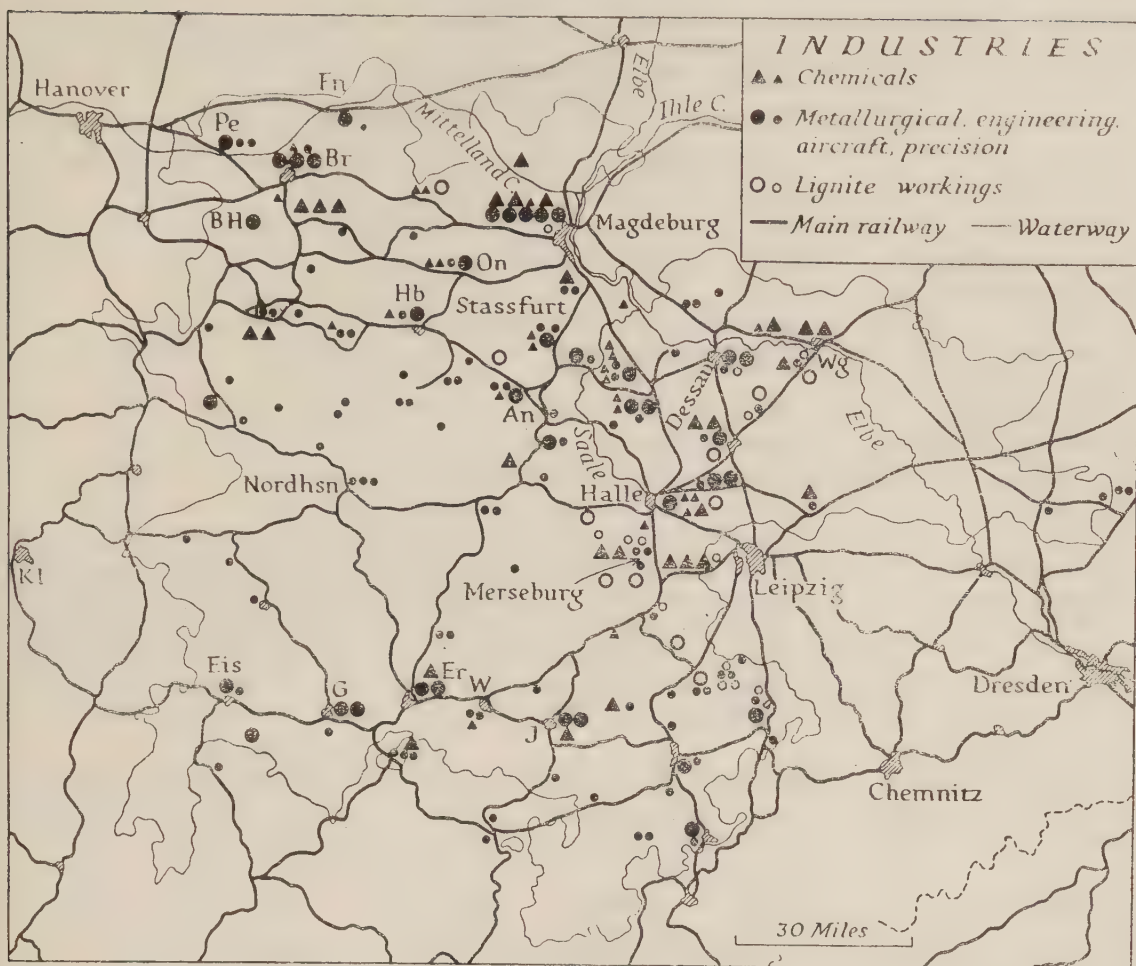 INDUSTRIES
Chemicals
Metallurgical, engineering,
aircraft, precision
Lignite workings
Main railway
Waterway
Hanover
Fn
Elbe
Ihle C.
Pe
Mittelland C.
Br
BH
Magdeburg
On
Hb
Stassfurt
Wg
Dessau
An
Elbe
Saale
Nordhsn
Halle
Kl
Merseburg
Leipzig
Eis
Er
W
G
Dresden
J
Chemnitz
30 Miles